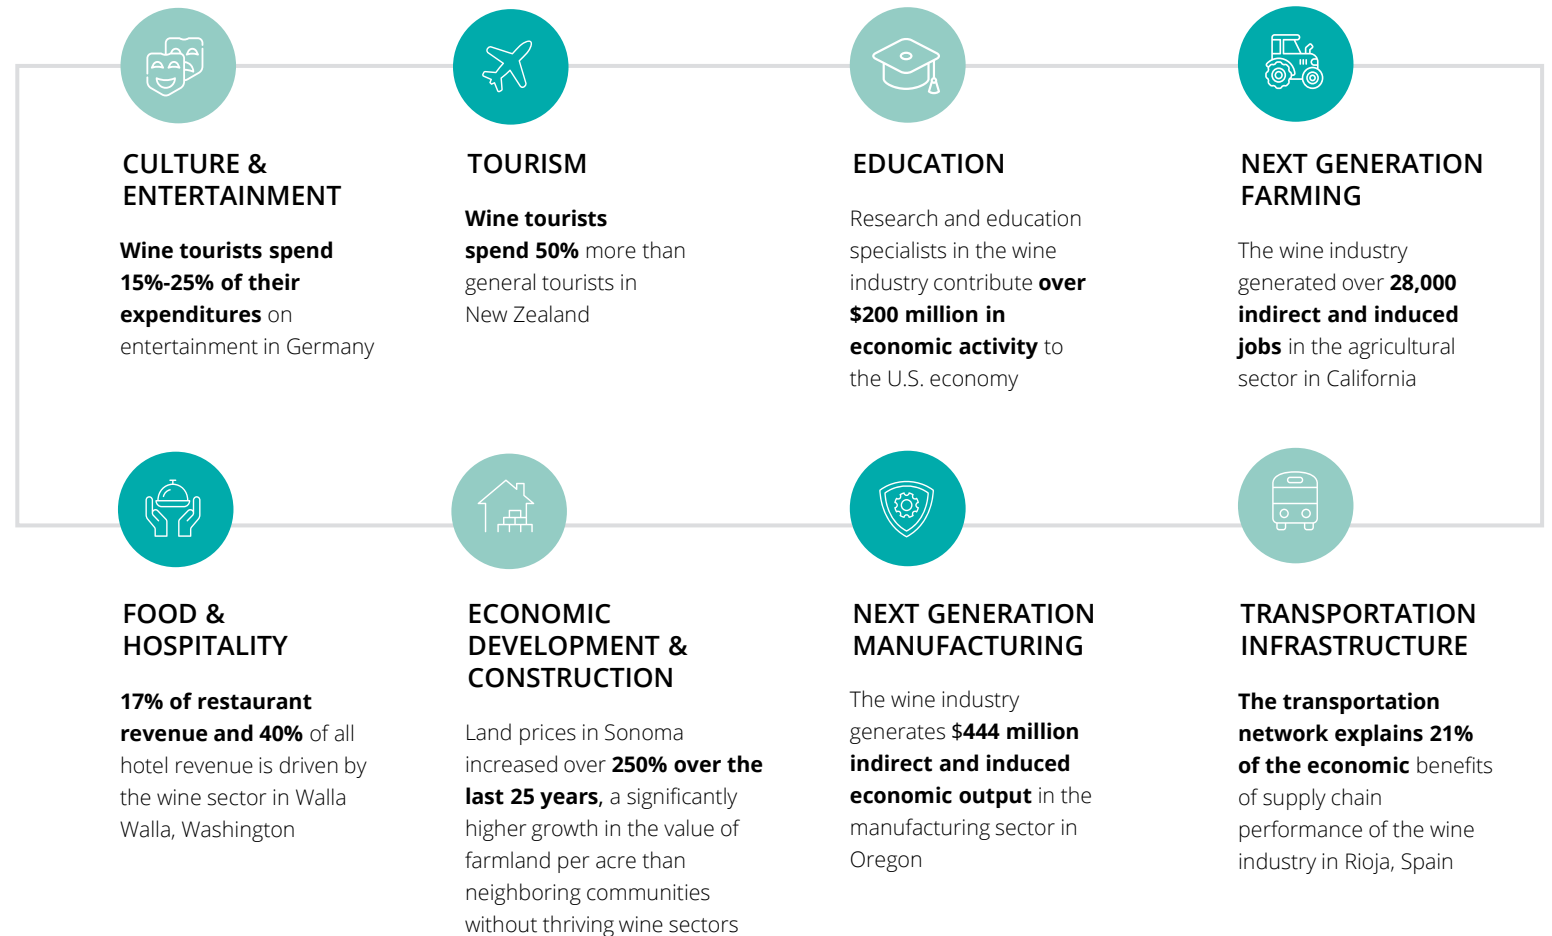 CULTURE &
ENTERTAINMENT
Wine tourists spend
15%-25% of their
expenditures on
entertainment in Germany
TOURISM
Wine tourists
spend 50% more than
general tourists in
New Zealand
EDUCATION
Research and education
specialists in the wine
industry contribute over
$200 million in
economic activity to
the U.S. economy
NEXT GENERATION
FARMING
The wine industry
generated over 28,000
indirect and induced
jobs in the agricultural
sector in California
FOOD &
HOSPITALITY
17% of restaurant
revenue and 40% of all
hotel revenue is driven by
the wine sector in Walla
Walla, Washington
ECONOMIC
DEVELOPMENT &
CONSTRUCTION
Land prices in Sonoma
increased over 250% over the
last 25 years, a significantly
higher growth in the value of
farmland per acre than
neighboring communities
without thriving wine sectors
NEXT GENERATION
MANUFACTURING
The wine industry
generates $444 million
indirect and induced
economic output in the
manufacturing sector in
Oregon
TRANSPORTATION
INFRASTRUCTURE
The transportation
network explains 21%
of the economic benefits
of supply chain
performance of the wine
industry in Rioja, Spain